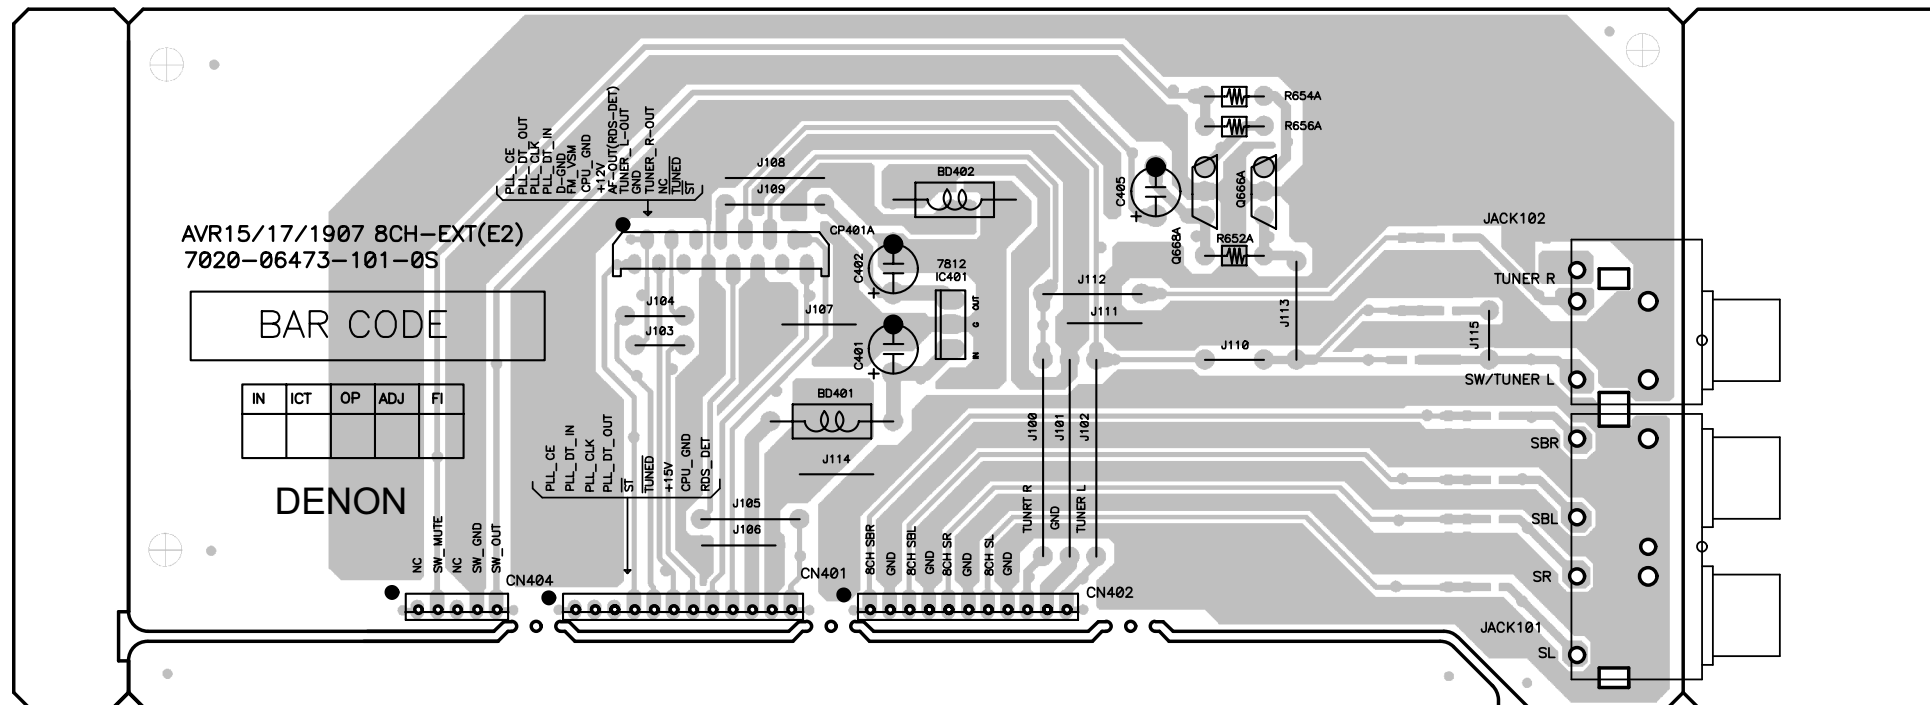 PLL_CE
PLL_DT_OUT
PLL_CLK
PLL_DT_IN
D-GND
FM_VSM
CPU_GND
+12V
AF-OUT(RDS-DET)
TUNER_L-OUT
GND
TUNER_R-OUT
NC
TUNED
ST
J108
J109
BD402
C405
R654A
R656A
Q666A
Q668A
R652A
JACK102
AVR15/17/1907 8CH-EXT(E2)
7020-06473-101-0S
CP401A
C402
7812
IC401
OUT
G
IN
TUNER R
BAR CODE
J104
J103
J107
C401
J112
J111
J113
J110
J115
SW/TUNER L
IN ICT OP ADJ FI
BD401
J100
J101
J102
SBR
PLL_CE
PLL_DT_IN
PLL_CLK
PLL_DT_OUT
ST
TUNED
+15V
CPU_GND
RDS_DET
J114
DENON
J105
J106
TUNRT R
GND
TUNER L
SBL
NC
SW_MUTE
NC
SW_GND
SW_OUT
8CH SBR
GND
8CH SBL
GND
8CH SR
GND
8CH SL
GND
SR
CN404
CN401
CN402
JACK101
SL